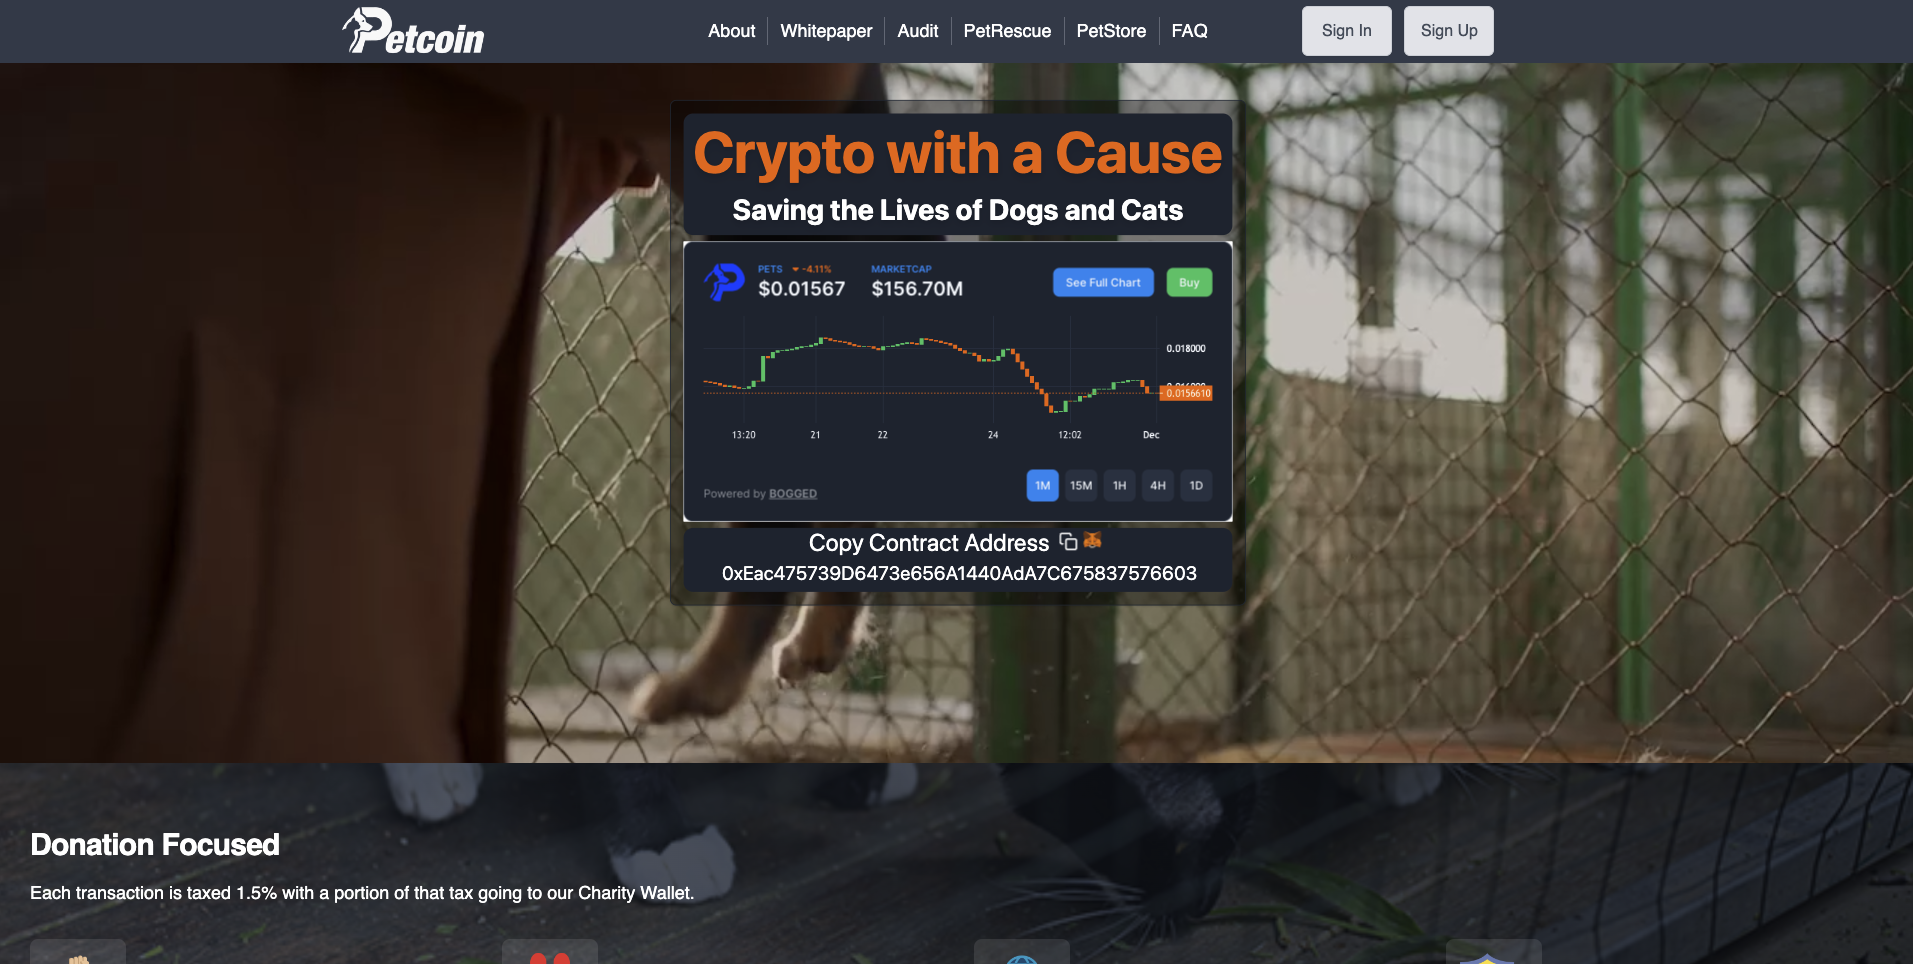 Petcoin
About
Whitepaper
Audit
PetRescue
PetStore
FAQ
Sign In
Sign Up
Crypto with a Cause
Saving the Lives of Dogs and Cats
PETS -4.11%
$0.01567
MARKETCAP
$156.70M
See Full Chart
Buy
0.018000
0.0156610
13:20 21 22 24 12:02 Dec
Powered by BOGGED
1M 15M 1H 4H 1D
Copy Contract Address
0xEac475739D6473e656A1440AdA7C675837576603
Donation Focused
Each transaction is taxed 1.5% with a portion of that tax going to our Charity Wallet.